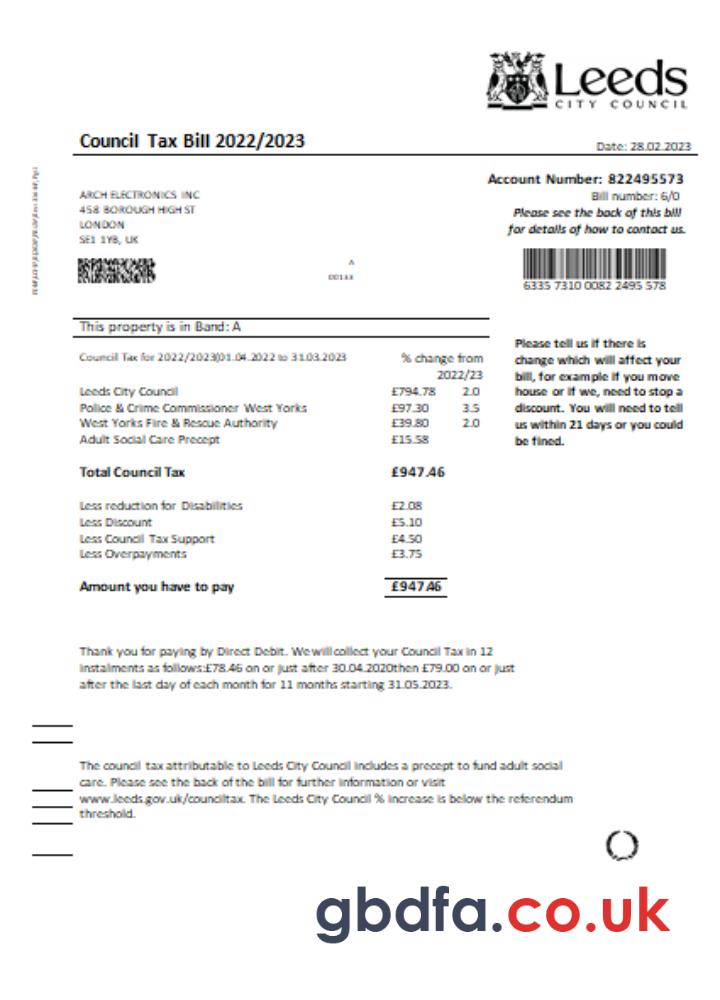 Leeds
CITY COUNCIL
Council Tax Bill 2022/2023
Date: 28.02.2023
Account Number: 822495573
Bill number: 6/0
Please see the back of this bill
for details of how to contact us.
ARCH ELECTRONICS INC
458 BOROUGH HIGH ST
LONDON
SE1 1YB, UK
A
00133
6335 7310 0082 2495 578
This property is in Band: A
Council Tax for 2022/2023(01.04.2022 to 31.03.2023
% change from
2022/23
Leeds City Council £794.78 2.0
Police & Crime Commissioner West Yorks £97.30 3.5
West Yorks Fire & Rescue Authority £39.80 2.0
Adult Social Care Precept £15.58
Total Council Tax £947.46
Less reduction for Disabilities £2.08
Less Discount £5.10
Less Council Tax Support £4.50
Less Overpayments £3.75
Amount you have to pay £947.46
Please tell us if there is
change which will affect your
bill, for example if you move
house or if we, need to stop a
discount. You will need to tell
us within 21 days or you could
be fined.
Thank you for paying by Direct Debit. We will collect your Council Tax in 12
instalments as follows:£78.46 on or just after 30.04.2020then £79.00 on or just
after the last day of each month for 11 months starting 31.05.2023.
The council tax attributable to Leeds City Council includes a precept to fund adult social
care. Please see the back of the bill for further information or visit
www.leeds.gov.uk/counciltax. The Leeds City Council % increase is below the referendum
threshold.
gbdfa.co.uk